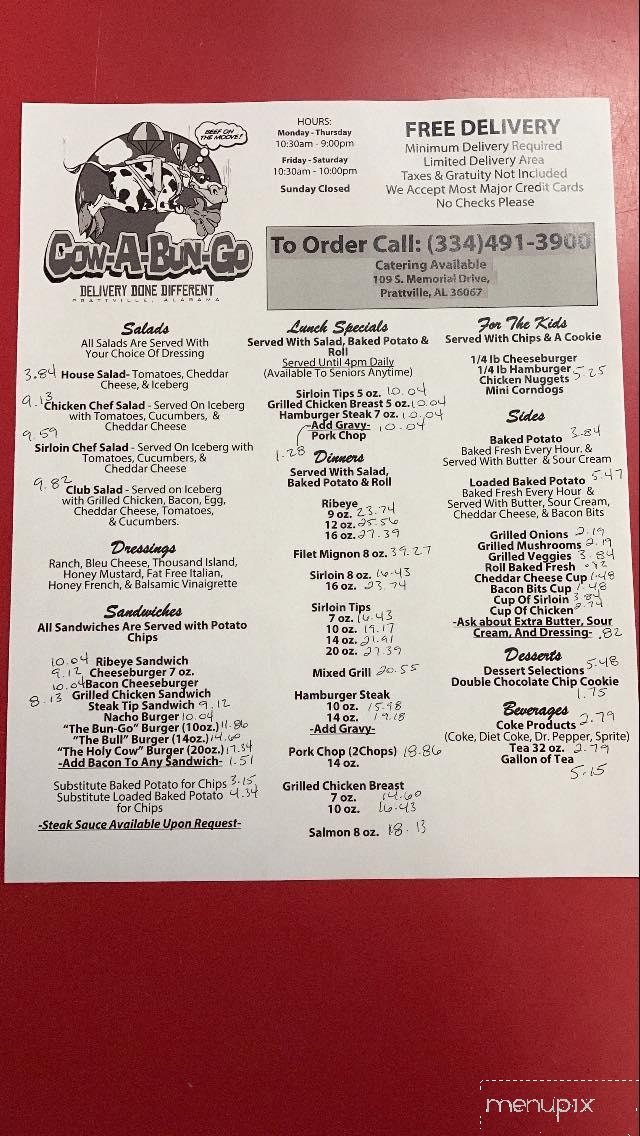 BEEF ON
THE MOOVE!
COW-A-BUN-GO
DELIVERY DONE DIFFERENT
PRATTVILLE, ALABAMA
HOURS:
Monday - Thursday
10:30am - 9:00pm
Friday - Saturday
10:30am - 10:00pm
Sunday Closed
FREE DELIVERY
Minimum Delivery Required
Limited Delivery Area
Taxes & Gratuity Not Included
We Accept Most Major Credit Cards
No Checks Please
To Order Call: (334)491-3900
Catering Available
109 S. Memorial Drive,
Prattville, AL 36067
Salads
All Salads Are Served With
Your Choice Of Dressing
3.84 House Salad- Tomatoes, Cheddar
Cheese, & Iceberg
9.13
Chicken Chef Salad - Served On Iceberg
with Tomatoes, Cucumbers, &
Cheddar Cheese
9.59
Sirloin Chef Salad - Served On Iceberg with
Tomatoes, Cucumbers, &
Cheddar Cheese
9.82
Club Salad - Served on Iceberg
with Grilled Chicken, Bacon, Egg,
Cheddar Cheese, Tomatoes,
& Cucumbers.
Dressings
Ranch, Bleu Cheese, Thousand Island,
Honey Mustard, Fat Free Italian,
Honey French, & Balsamic Vinaigrette
Sandwiches
All Sandwiches Are Served with Potato
Chips
10.04 Ribeye Sandwich
9.12 Cheeseburger 7 oz.
10.04 Bacon Cheeseburger
8.13 Grilled Chicken Sandwich
Steak Tip Sandwich 9.12
Nacho Burger 10.04
"The Bun-Go" Burger (10oz.) 11.86
"The Bull" Burger (14oz.) 14.60
"The Holy Cow" Burger (20oz.) 17.34
-Add Bacon To Any Sandwich- 1.51
Substitute Baked Potato for Chips 3.15
Substitute Loaded Baked Potato 4.34
for Chips
-Steak Sauce Available Upon Request-
Lunch Specials
Served With Salad, Baked Potato &
Roll
Served Until 4pm Daily
(Available To Seniors Anytime)
Sirloin Tips 5 oz. 10.04
Grilled Chicken Breast 5 oz. 10.04
Hamburger Steak 7 oz. 10.04
-Add Gravy- 10.04
Pork Chop
1.28
Dinners
Served With Salad,
Baked Potato & Roll
Ribeye
9 oz. 23.74
12 oz. 25.56
16 oz. 27.39
Filet Mignon 8 oz. 39.27
Sirloin 8 oz. 16.43
16 oz. 23.74
Sirloin Tips
7 oz. 16.43
10 oz. 19.17
14 oz. 21.91
20 oz. 27.39
Mixed Grill 20.55
Hamburger Steak
10 oz. 15.98
14 oz. 19.18
-Add Gravy-
Pork Chop (2Chops) 18.86
14 oz.
Grilled Chicken Breast
7 oz. 14.60
10 oz. 16.43
Salmon 8 oz. 18.13
For The Kids
Served With Chips & A Cookie
1/4 lb Cheeseburger
1/4 lb Hamburger
Chicken Nuggets 5.25
Mini Corndogs
Sides
Baked Potato 3.84
Baked Fresh Every Hour. &
Served With Butter & Sour Cream
Loaded Baked Potato 5.47
Baked Fresh Every Hour &
Served With Butter, Sour Cream,
Cheddar Cheese, & Bacon Bits
Grilled Onions 2.19
Grilled Mushrooms 2.19
Grilled Veggies 3.84
Roll Baked Fresh .82
Cheddar Cheese Cup 1.48
Bacon Bits Cup 1.48
Cup Of Sirloin 3.84
Cup Of Chicken 2.74
-Ask about Extra Butter, Sour
Cream, And Dressing- .82
Desserts
Dessert Selections 5.48
Double Chocolate Chip Cookie
1.75
Beverages
Coke Products 2.79
(Coke, Diet Coke, Dr. Pepper, Sprite)
Tea 32 oz. 2.79
Gallon of Tea
5.15
menupix